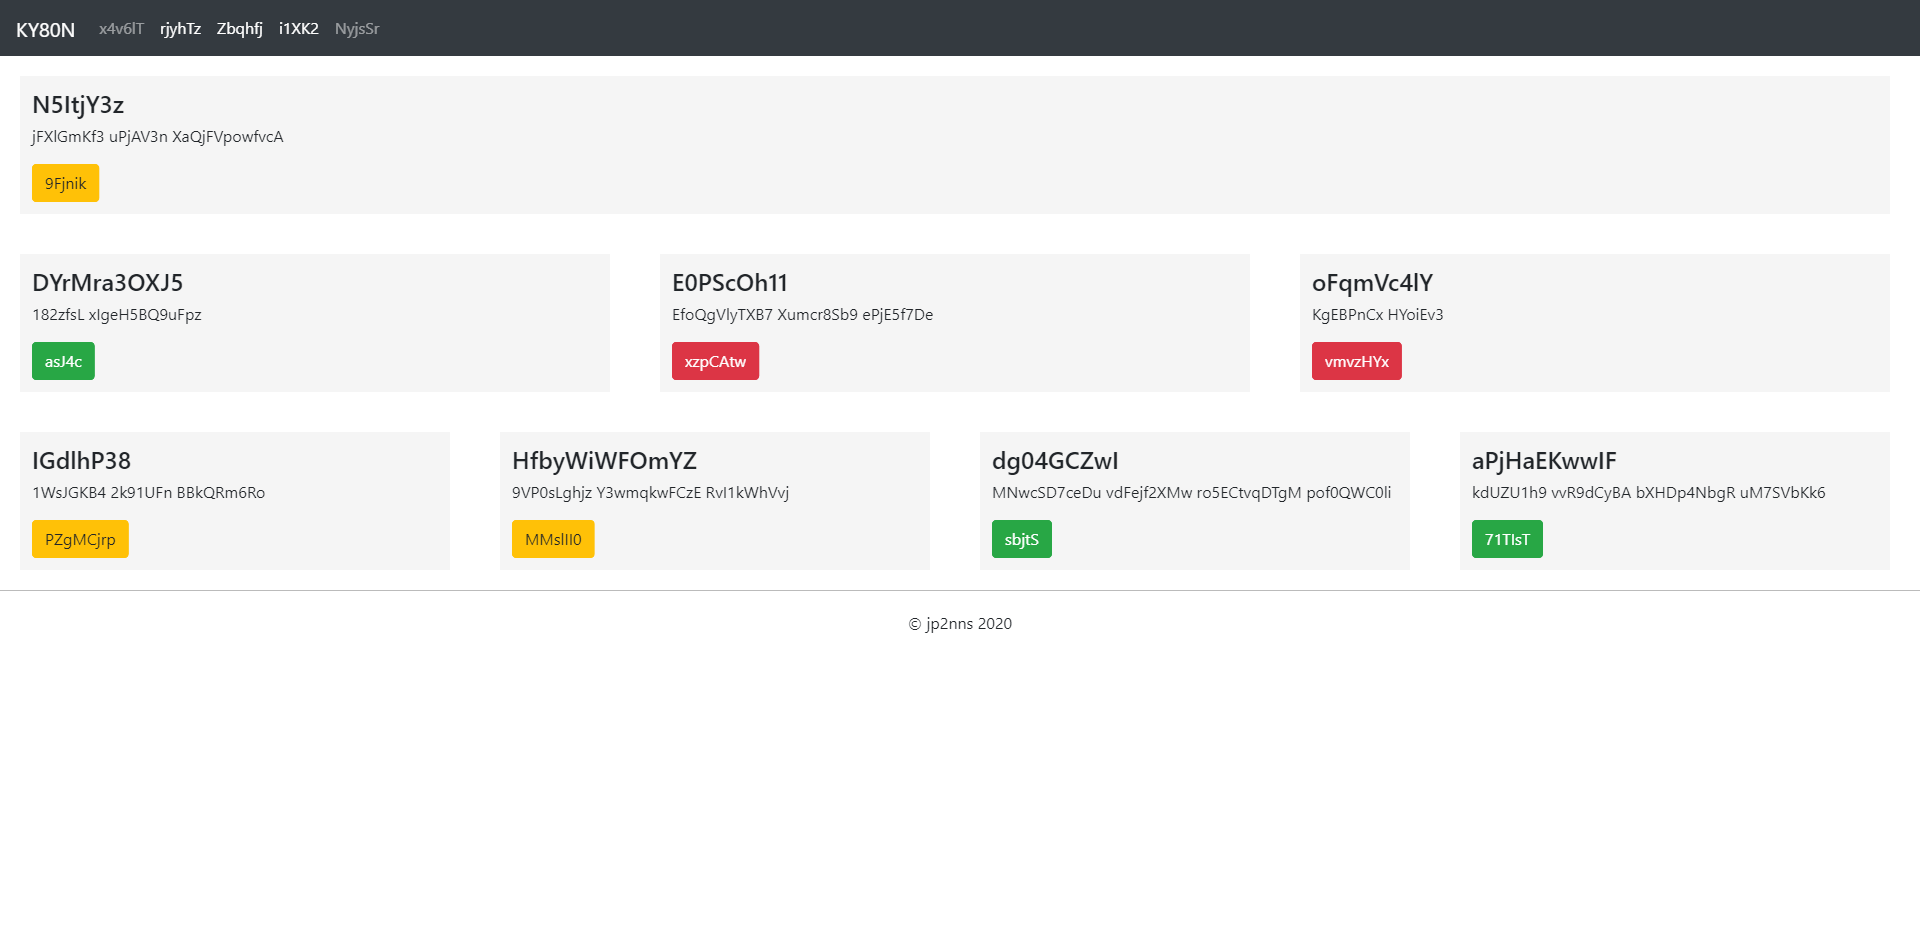 KY80N x4v6lT rjyhTz Zbqhfj i1XK2 NyjsSr
N5ItjY3z
jFXlGmKf3 uPjAV3n XaQjFVpowfvcA
9Fjnik
DYrMra3OXJ5
182zfsL xIgeH5BQ9uFpz
asJ4c
E0PScOh11
EfoQgVlyTXB7 Xumcr8Sb9 ePjE5f7De
xzpCAtw
oFqmVc4lY
KgEBPnCx HYoiEv3
vmvzHYx
IGdlhP38
1WsJGKB4 2k91UFn BBkQRm6Ro
PZgMCjrp
HfbyWiWFOmYZ
9VP0sLghjz Y3wmqkwFCzE RvI1kWhVvj
MMslII0
dg04GCZwI
MNwcSD7ceDu vdFejf2XMw ro5ECtvqDTgM pof0QWC0li
sbjtS
aPjHaEKwwIF
kdUZU1h9 vvR9dCyBA bXHDp4NbgR uM7SVbKk6
71TIsT
© jp2nns 2020